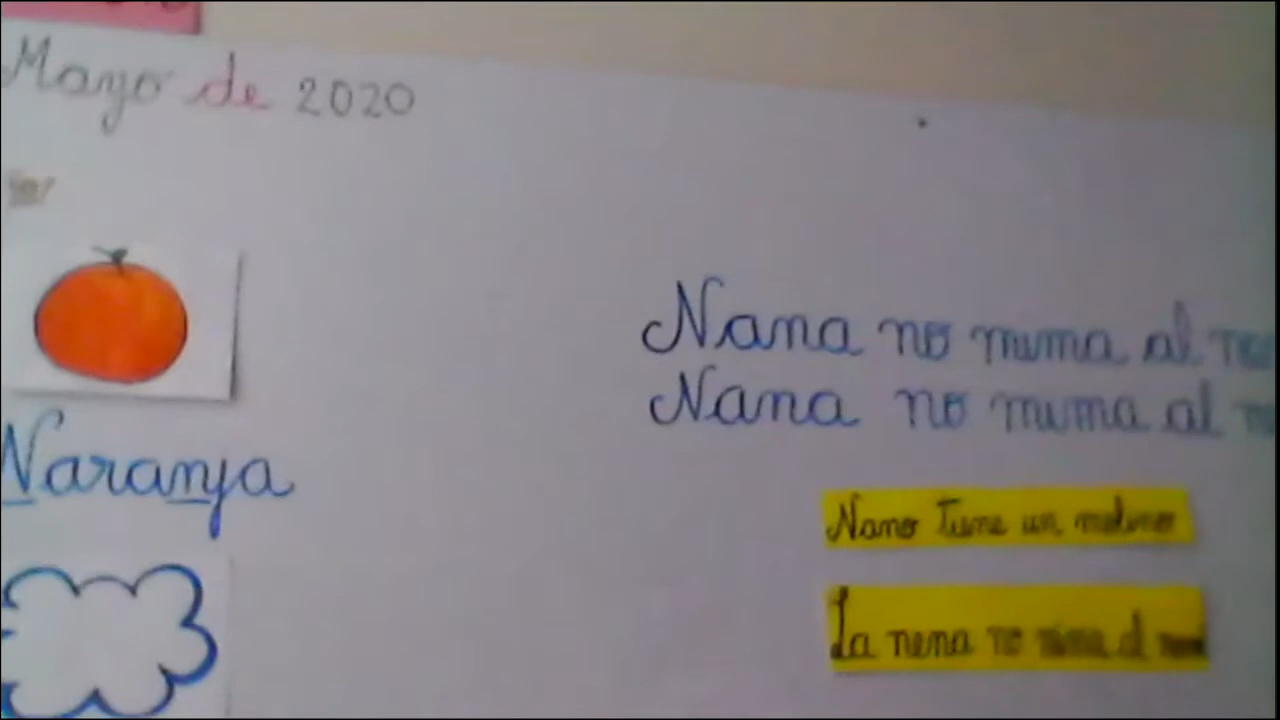 Mayo de 2020
Naranja
Nana no mima al
Nana no mima al
Nano tiene un molino
La nena no mima al